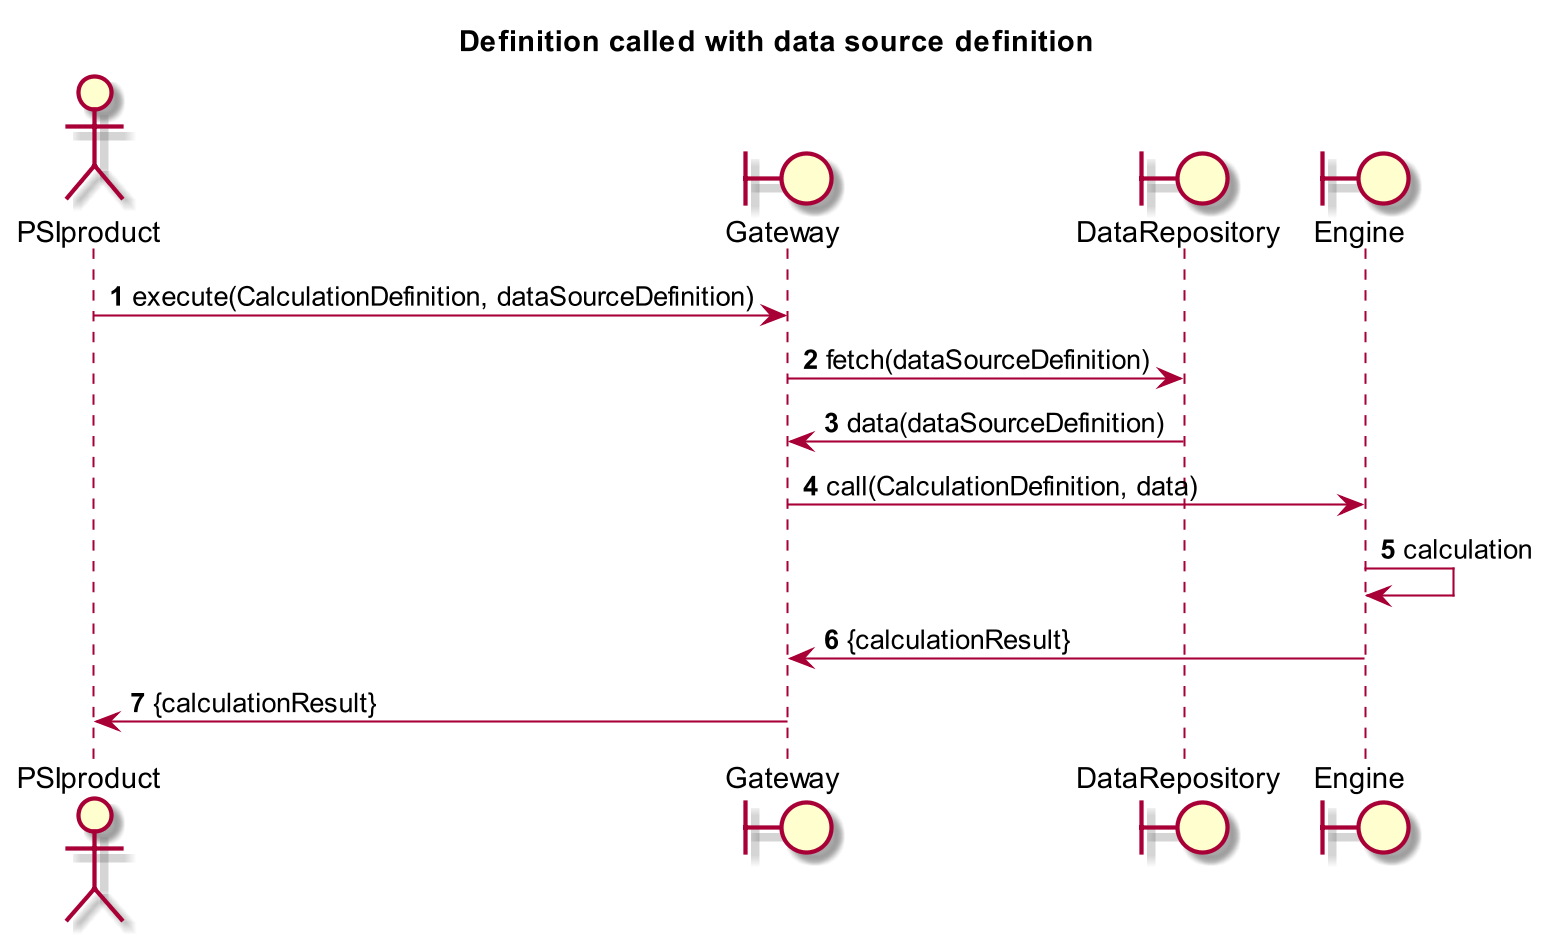 Definition called with data source definition
PSIproduct
Gateway
DataRepository
Engine
1 execute(CalculationDefinition, dataSourceDefinition)
2 fetch(dataSourceDefinition)
3 data(dataSourceDefinition)
4 call(CalculationDefinition, data)
5 calculation
6 {calculationResult}
7 {calculationResult}
PSIproduct
Gateway
DataRepository
Engine